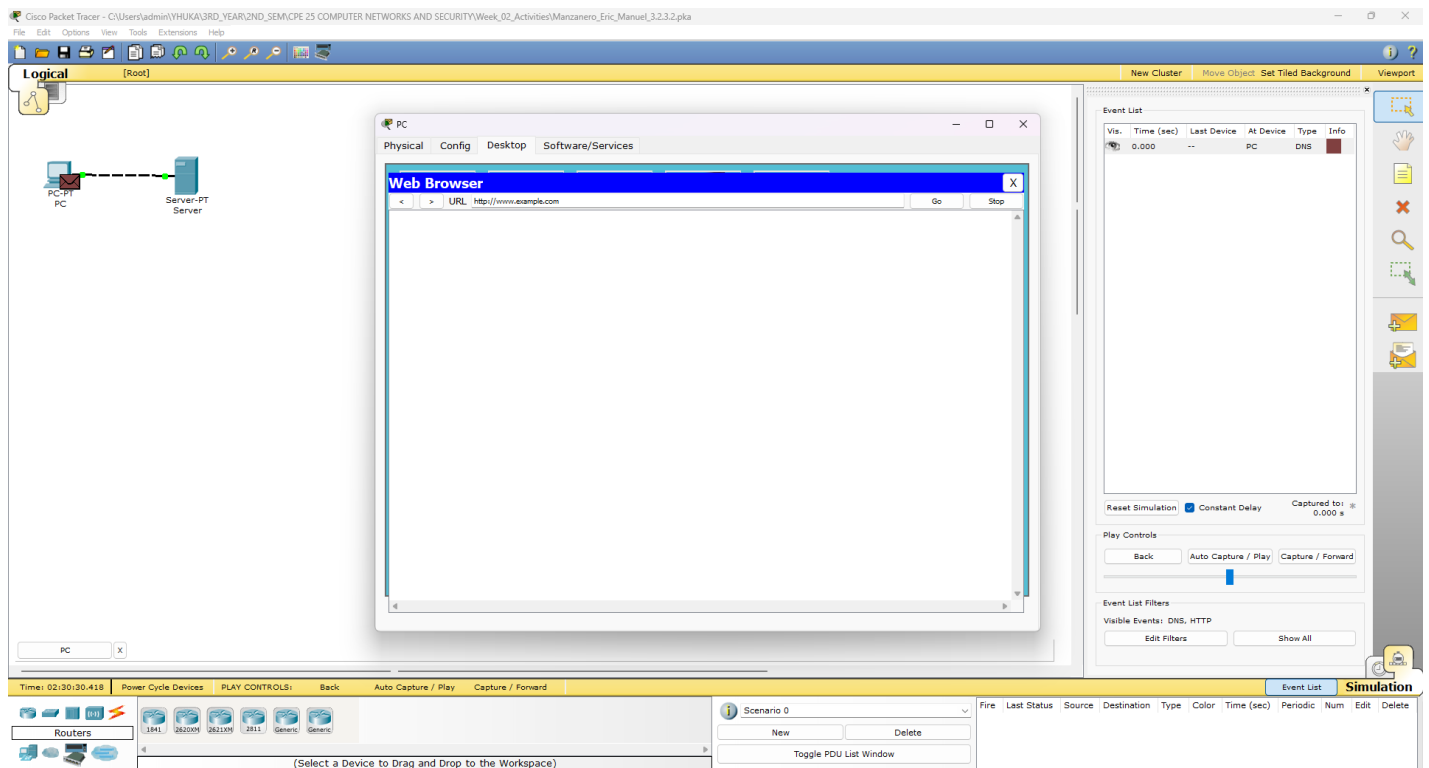 Cisco Packet Tracer - C:\Users\admin\YHUKA\3RD_YEAR\2ND_SEM\CPE 25 COMPUTER NETWORKS AND SECURITY\Week_02_Activities\Manzanero_Eric_Manuel_3.2.3.2.pka
File Edit Options View Tools Extensions Help
Logical [Root] New Cluster Move Object Set Tiled Background Viewport
PC-PT
PC
Server-PT
Server
PC
Physical Config Desktop Software/Services
Web Browser X
< > URL http://www.example.com Go Stop
Event List
Vis. Time (sec) Last Device At Device Type Info
0.000 -- PC DNS
Reset Simulation Constant Delay Captured to: *
0.000 s
Play Controls
Back Auto Capture / Play Capture / Forward
Event List Filters
Visible Events: DNS, HTTP
Edit Filters Show All
PC X
Time: 02:30:30.418 Power Cycle Devices PLAY CONTROLS: Back Auto Capture / Play Capture / Forward Event List Simulation
Routers
1841 2620XM 2621XM 2811 Generic Generic
(Select a Device to Drag and Drop to the Workspace)
Scenario 0
New Delete
Toggle PDU List Window
Fire Last Status Source Destination Type Color Time (sec) Periodic Num Edit Delete